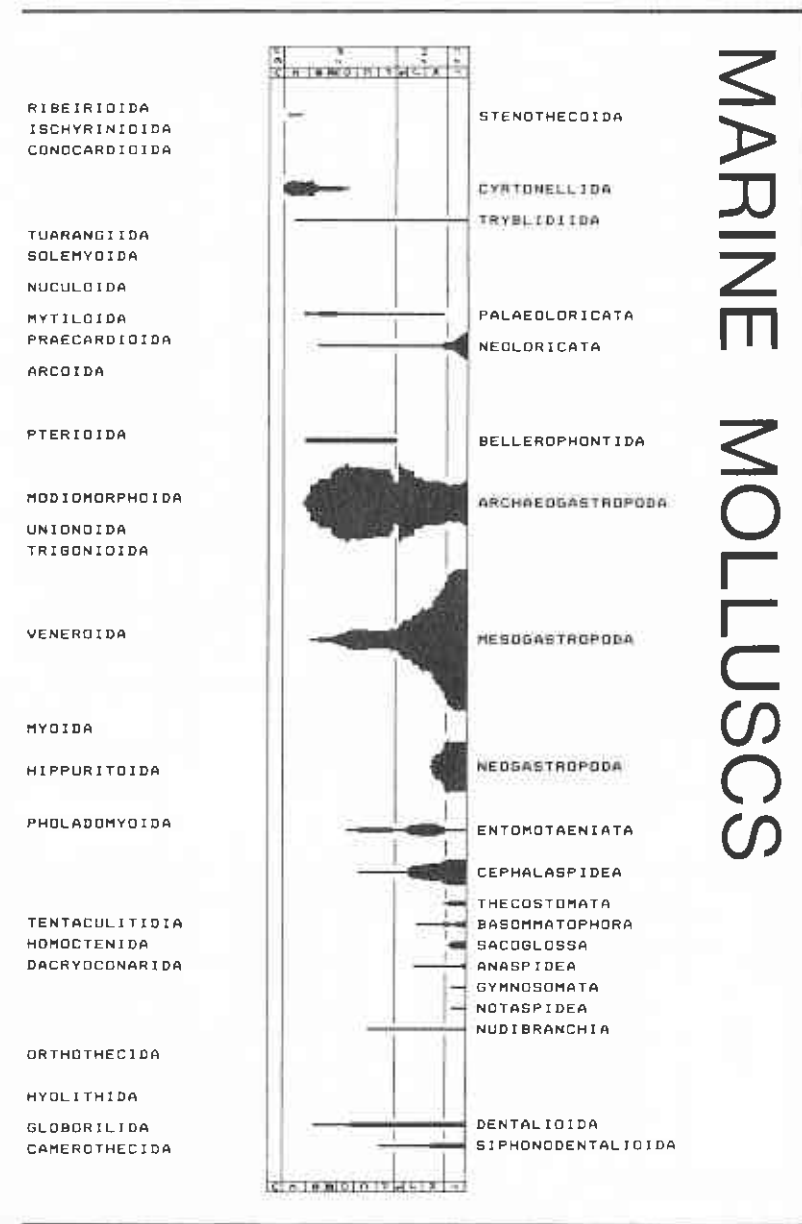 MARINE MOLLUSCS
RIBEIRIOIDA
ISCHYRINIOIDA
CONOCARDIOIDA
TUARANGIIDA
SOLEMYOIDA
NUCULOIDA
MYTILOIDA
PRAECARDIOIDA
ARCOIDA
PTERIOIDA
MODIOMORPHOIDA
UNIONOIDA
TRIGONIOIDA
VENEROIDA
MYOIDA
HIPPURITOIDA
PHOLADOMYOIDA
TENTACULITIDIA
HOMOCTENIDA
DACRYOCONARIDA
ORTHOTHECIDA
HYOLITHIDA
GLOBORILIDA
CAMEROTHECIDA
STENOTHECOIDA
CYRTONELLIDA
TRYBLIDIIDA
PALAEOLORICATA
NEOLORICATA
BELLEROPHONTIDA
ARCHAEOGASTROPODA
MESOGASTROPODA
NEOGASTROPODA
ENTOMOTAENIATA
CEPHALASPIDEA
THECOSTOMATA
BASOMMATOPHORA
SACOGLOSSA
ANASPIDEA
GYMNOSOMATA
NOTASPIDEA
NUDIBRANCHIA
DENTALIOIDA
SIPHONODENTALIOIDA